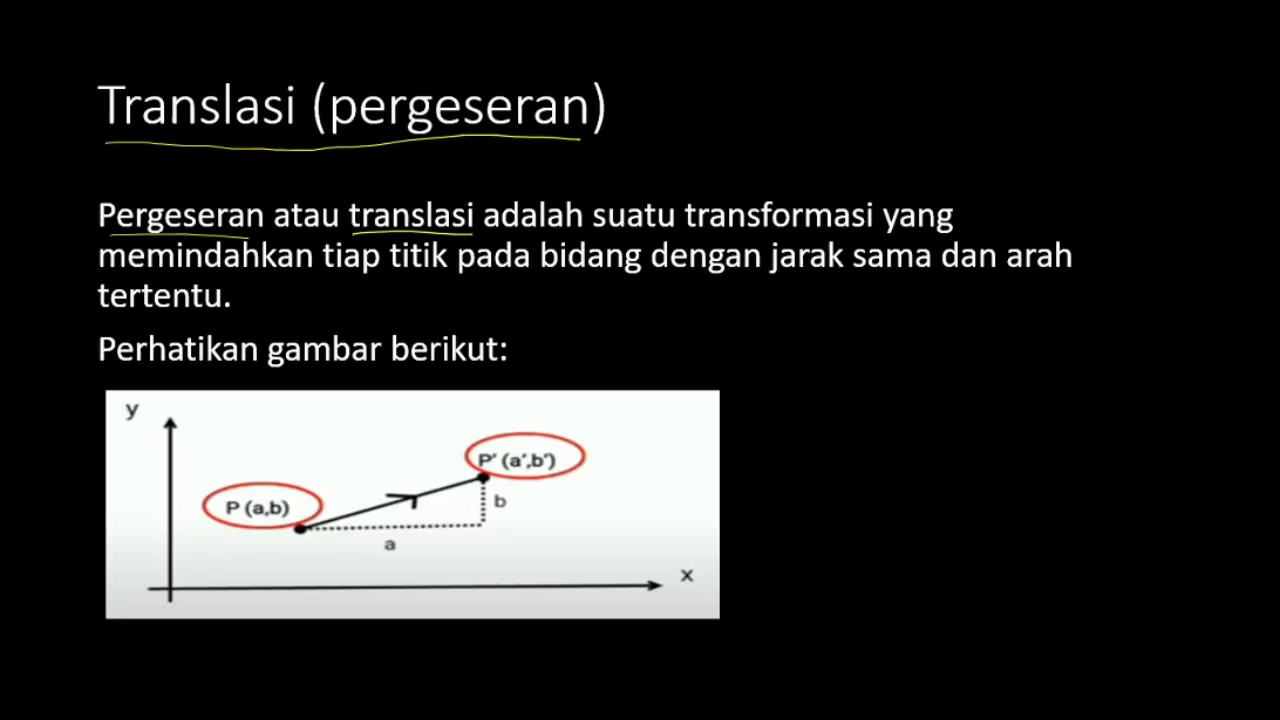 Translasi (pergeseran)
Pergeseran atau translasi adalah suatu transformasi yang
memindahkan tiap titik pada bidang dengan jarak sama dan arah
tertentu.
Perhatikan gambar berikut:
y
P′ (a′,b′)
P (a,b)
b
a
x